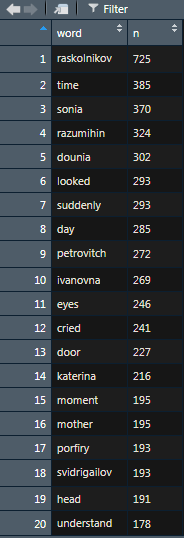 Filter
word n
1 raskolnikov 725
2 time 385
3 sonia 370
4 razumihin 324
5 dounia 302
6 looked 293
7 suddenly 293
8 day 285
9 petrovitch 272
10 ivanovna 269
11 eyes 246
12 cried 241
13 door 227
14 katerina 216
15 moment 195
16 mother 195
17 porfiry 193
18 svidrigailov 193
19 head 191
20 understand 178